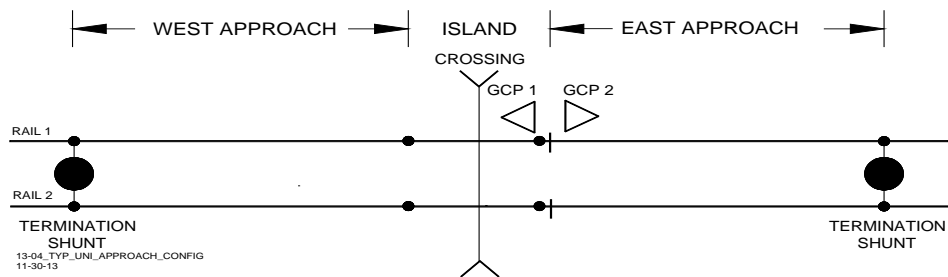 WEST APPROACH
ISLAND
EAST APPROACH
CROSSING
GCP 1
GCP 2
RAIL 1
RAIL 2
TERMINATION
SHUNT
TERMINATION
SHUNT
13-04_TYP_UNI_APPROACH_CONFIG
11-30-13